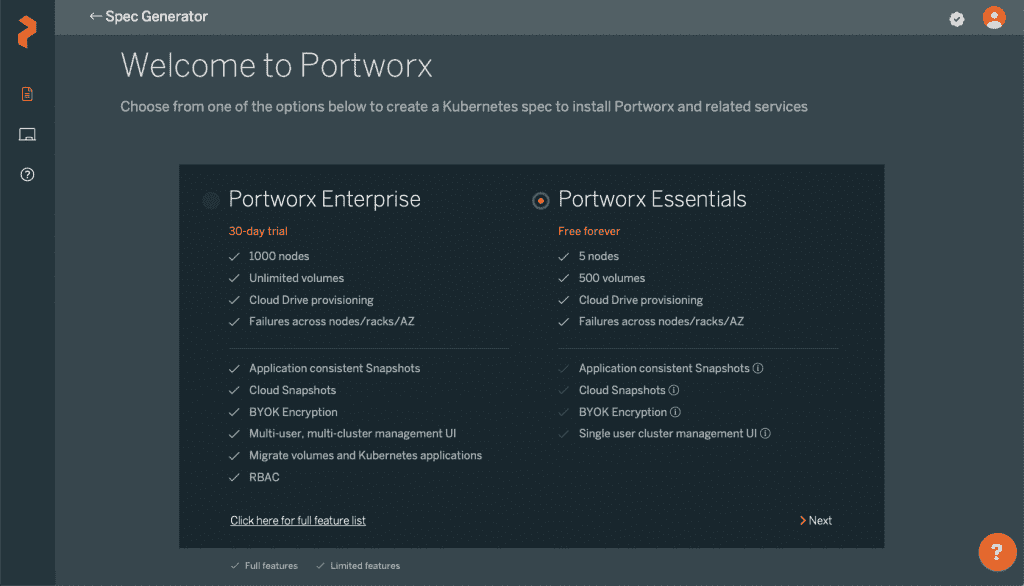 ← Spec Generator
Welcome to Portworx
Choose from one of the options below to create a Kubernetes spec to install Portworx and related services
Portworx Enterprise
30-day trial
1000 nodes
Unlimited volumes
Cloud Drive provisioning
Failures across nodes/racks/AZ
Application consistent Snapshots
Cloud Snapshots
BYOK Encryption
Multi-user, multi-cluster management UI
Migrate volumes and Kubernetes applications
RBAC
Click here for full feature list
Portworx Essentials
Free forever
5 nodes
500 volumes
Cloud Drive provisioning
Failures across nodes/racks/AZ
Application consistent Snapshots
Cloud Snapshots
BYOK Encryption
Single user cluster management UI
Next
Full features
Limited features
?